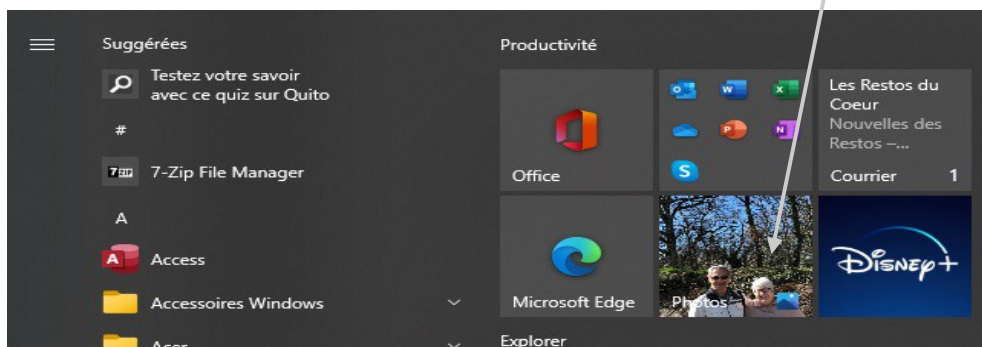 Suggérées
Testez votre savoir
avec ce quiz sur Quito
#
7-Zip File Manager
A
Access
Accessoires Windows
Acer
Productivité
Office
Les Restos du
Coeur
Nouvelles des
Restos –...
Courrier 1
Microsoft Edge
Photos
Disney+
Explorer